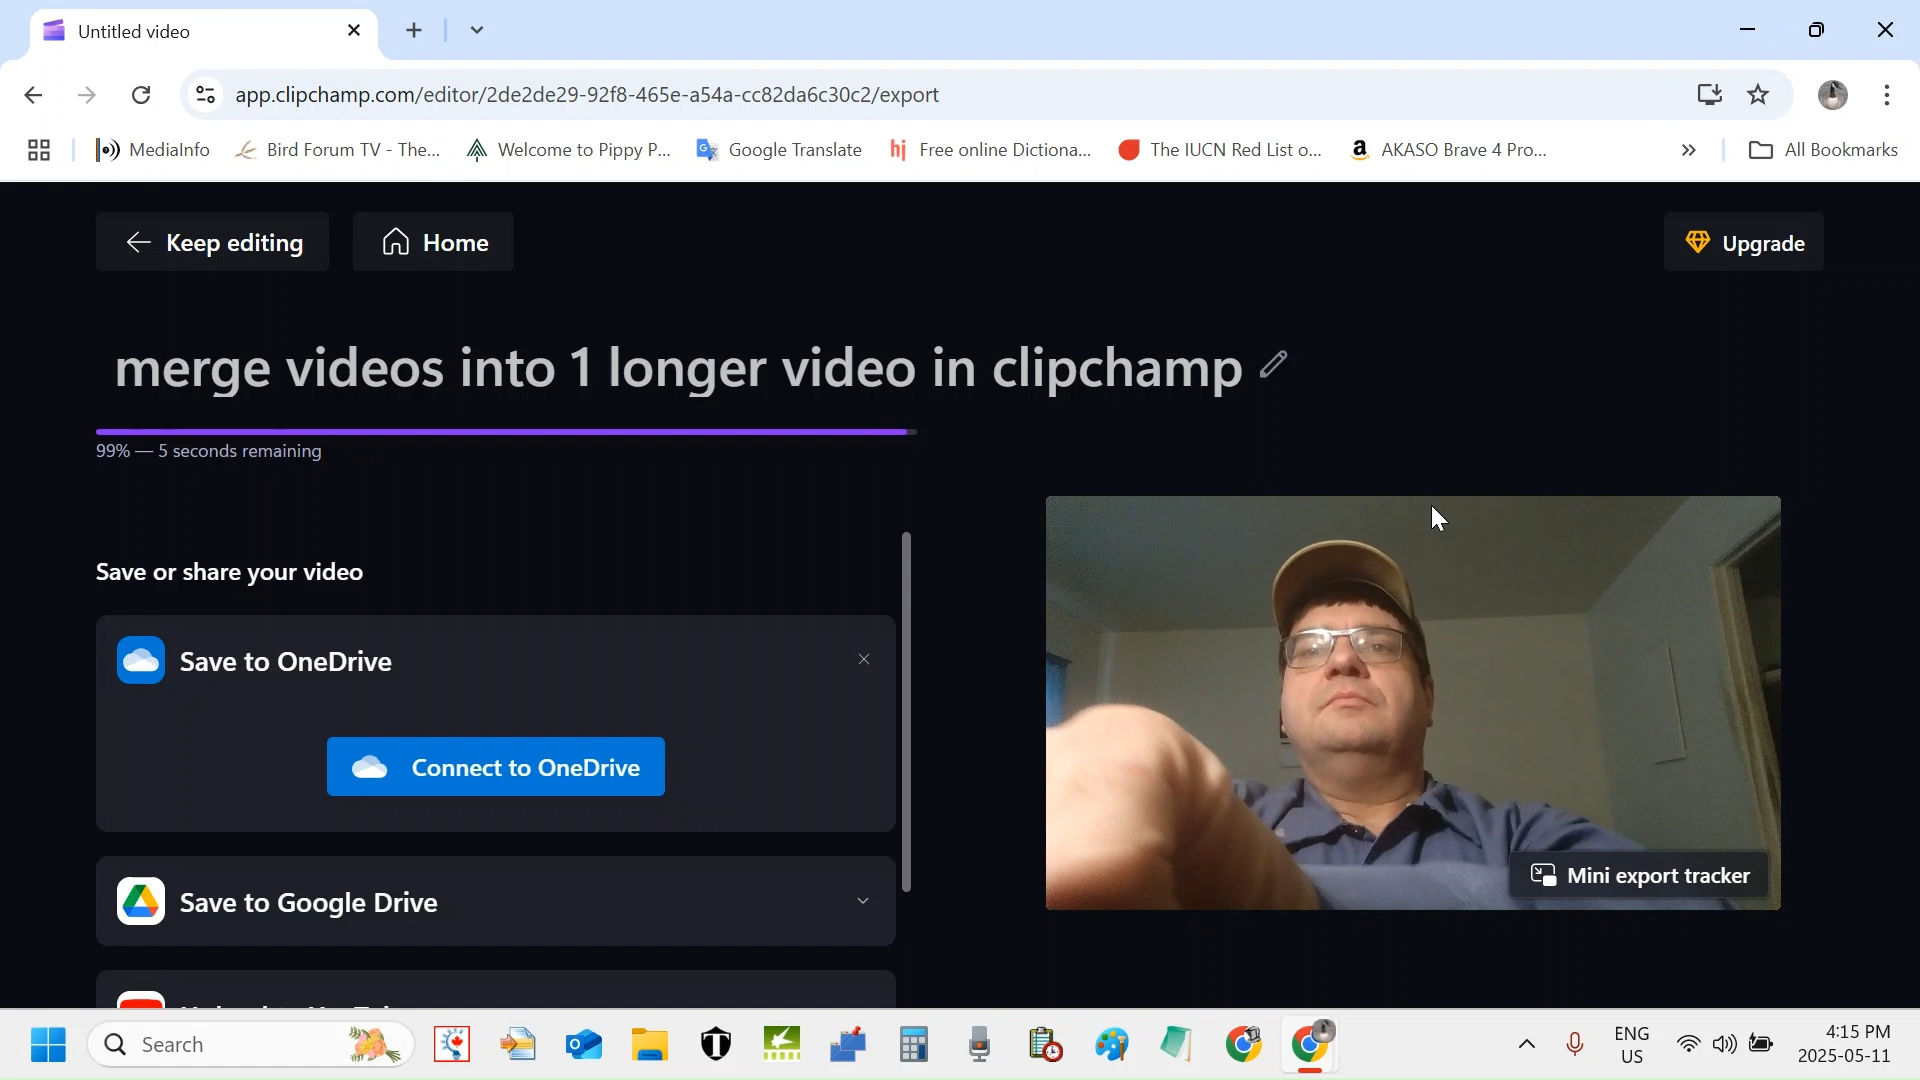 Untitled video
app.clipchamp.com/editor/2de2de29-92f8-465e-a54a-cc82da6c30c2/export
MediaInfo
Bird Forum TV - The...
Welcome to Pippy P...
Google Translate
hj Free online Dictiona...
The IUCN Red List o...
a AKASO Brave 4 Pro...
All Bookmarks
Keep editing
Home
Upgrade
merge videos into 1 longer video in clipchamp
99% — 5 seconds remaining
Save or share your video
Save to OneDrive
Connect to OneDrive
Mini export tracker
Save to Google Drive
Search
ENG
US
4:15 PM
2025-05-11